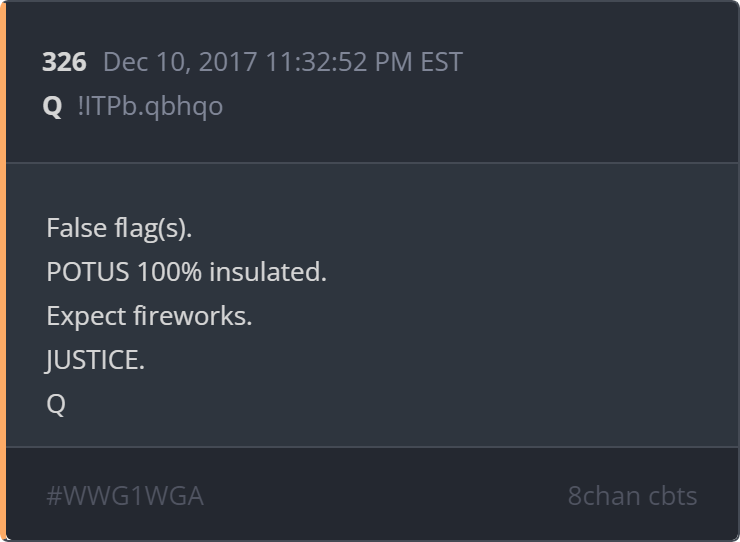 326 Dec 10, 2017 11:32:52 PM EST
Q !ITPb.qbhqo
False flag(s).
POTUS 100% insulated.
Expect fireworks.
JUSTICE.
Q
#WWG1WGA 8chan cbts